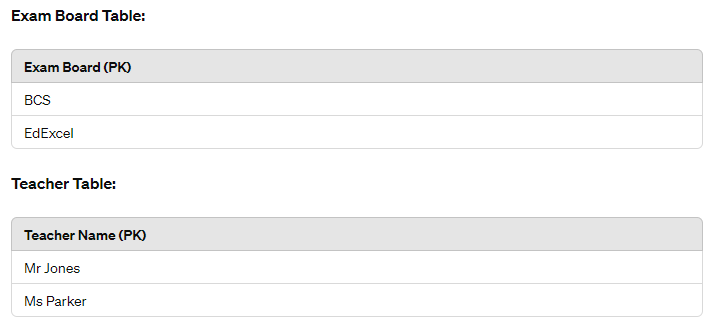 Exam Board Table:
Exam Board (PK)
BCS
EdExcel
Teacher Table:
Teacher Name (PK)
Mr Jones
Ms Parker